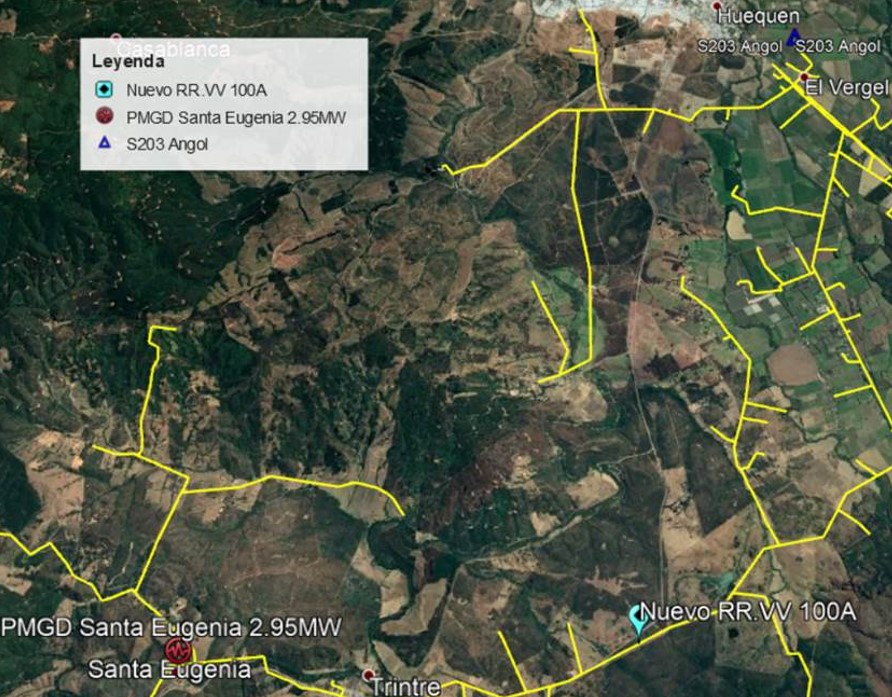 Huequen
Casablanca
S203 Angol
S203 Angol
Leyenda
Nuevo RR.VV 100A
El Vergel
PMGD Santa Eugenia 2.95MW
S203 Angol
Nuevo RR.VV 100A
PMGD Santa Eugenia 2.95MW
Santa Eugenia
Trintre